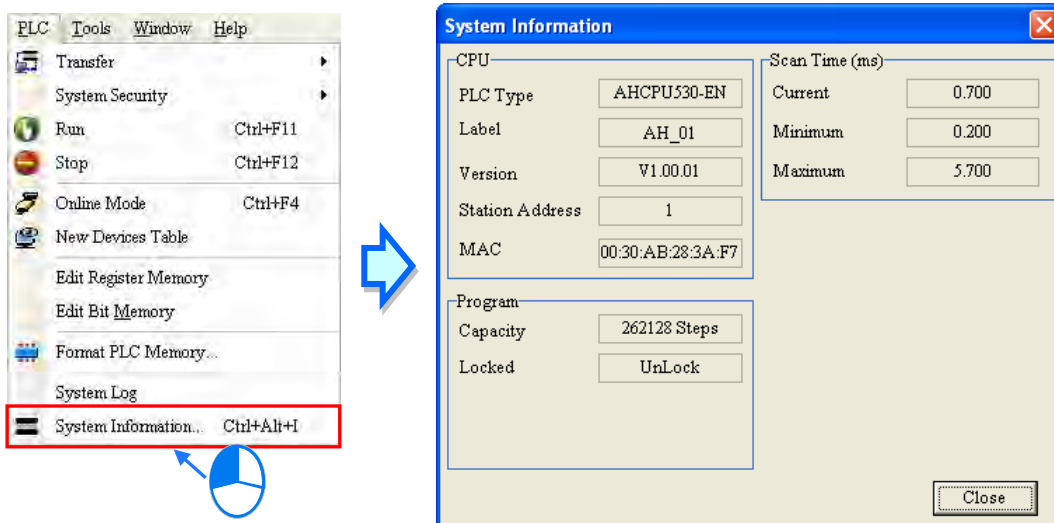 PLC Tools Window Help
Transfer
System Security
Run Ctrl+F11
Stop Ctrl+F12
Online Mode Ctrl+F4
New Devices Table
Edit Register Memory
Edit Bit Memory
Format PLC Memory...
System Log
System Information... Ctrl+Alt+I
System Information
CPU
PLC Type AHCPU530-EN
Label AH_01
Version V1.00.01
Station Address 1
MAC 00:30:AB:28:3A:F7
Program
Capacity 262128 Steps
Locked UnLock
Scan Time (ms)
Current 0.700
Minimum 0.200
Maximum 5.700
Close